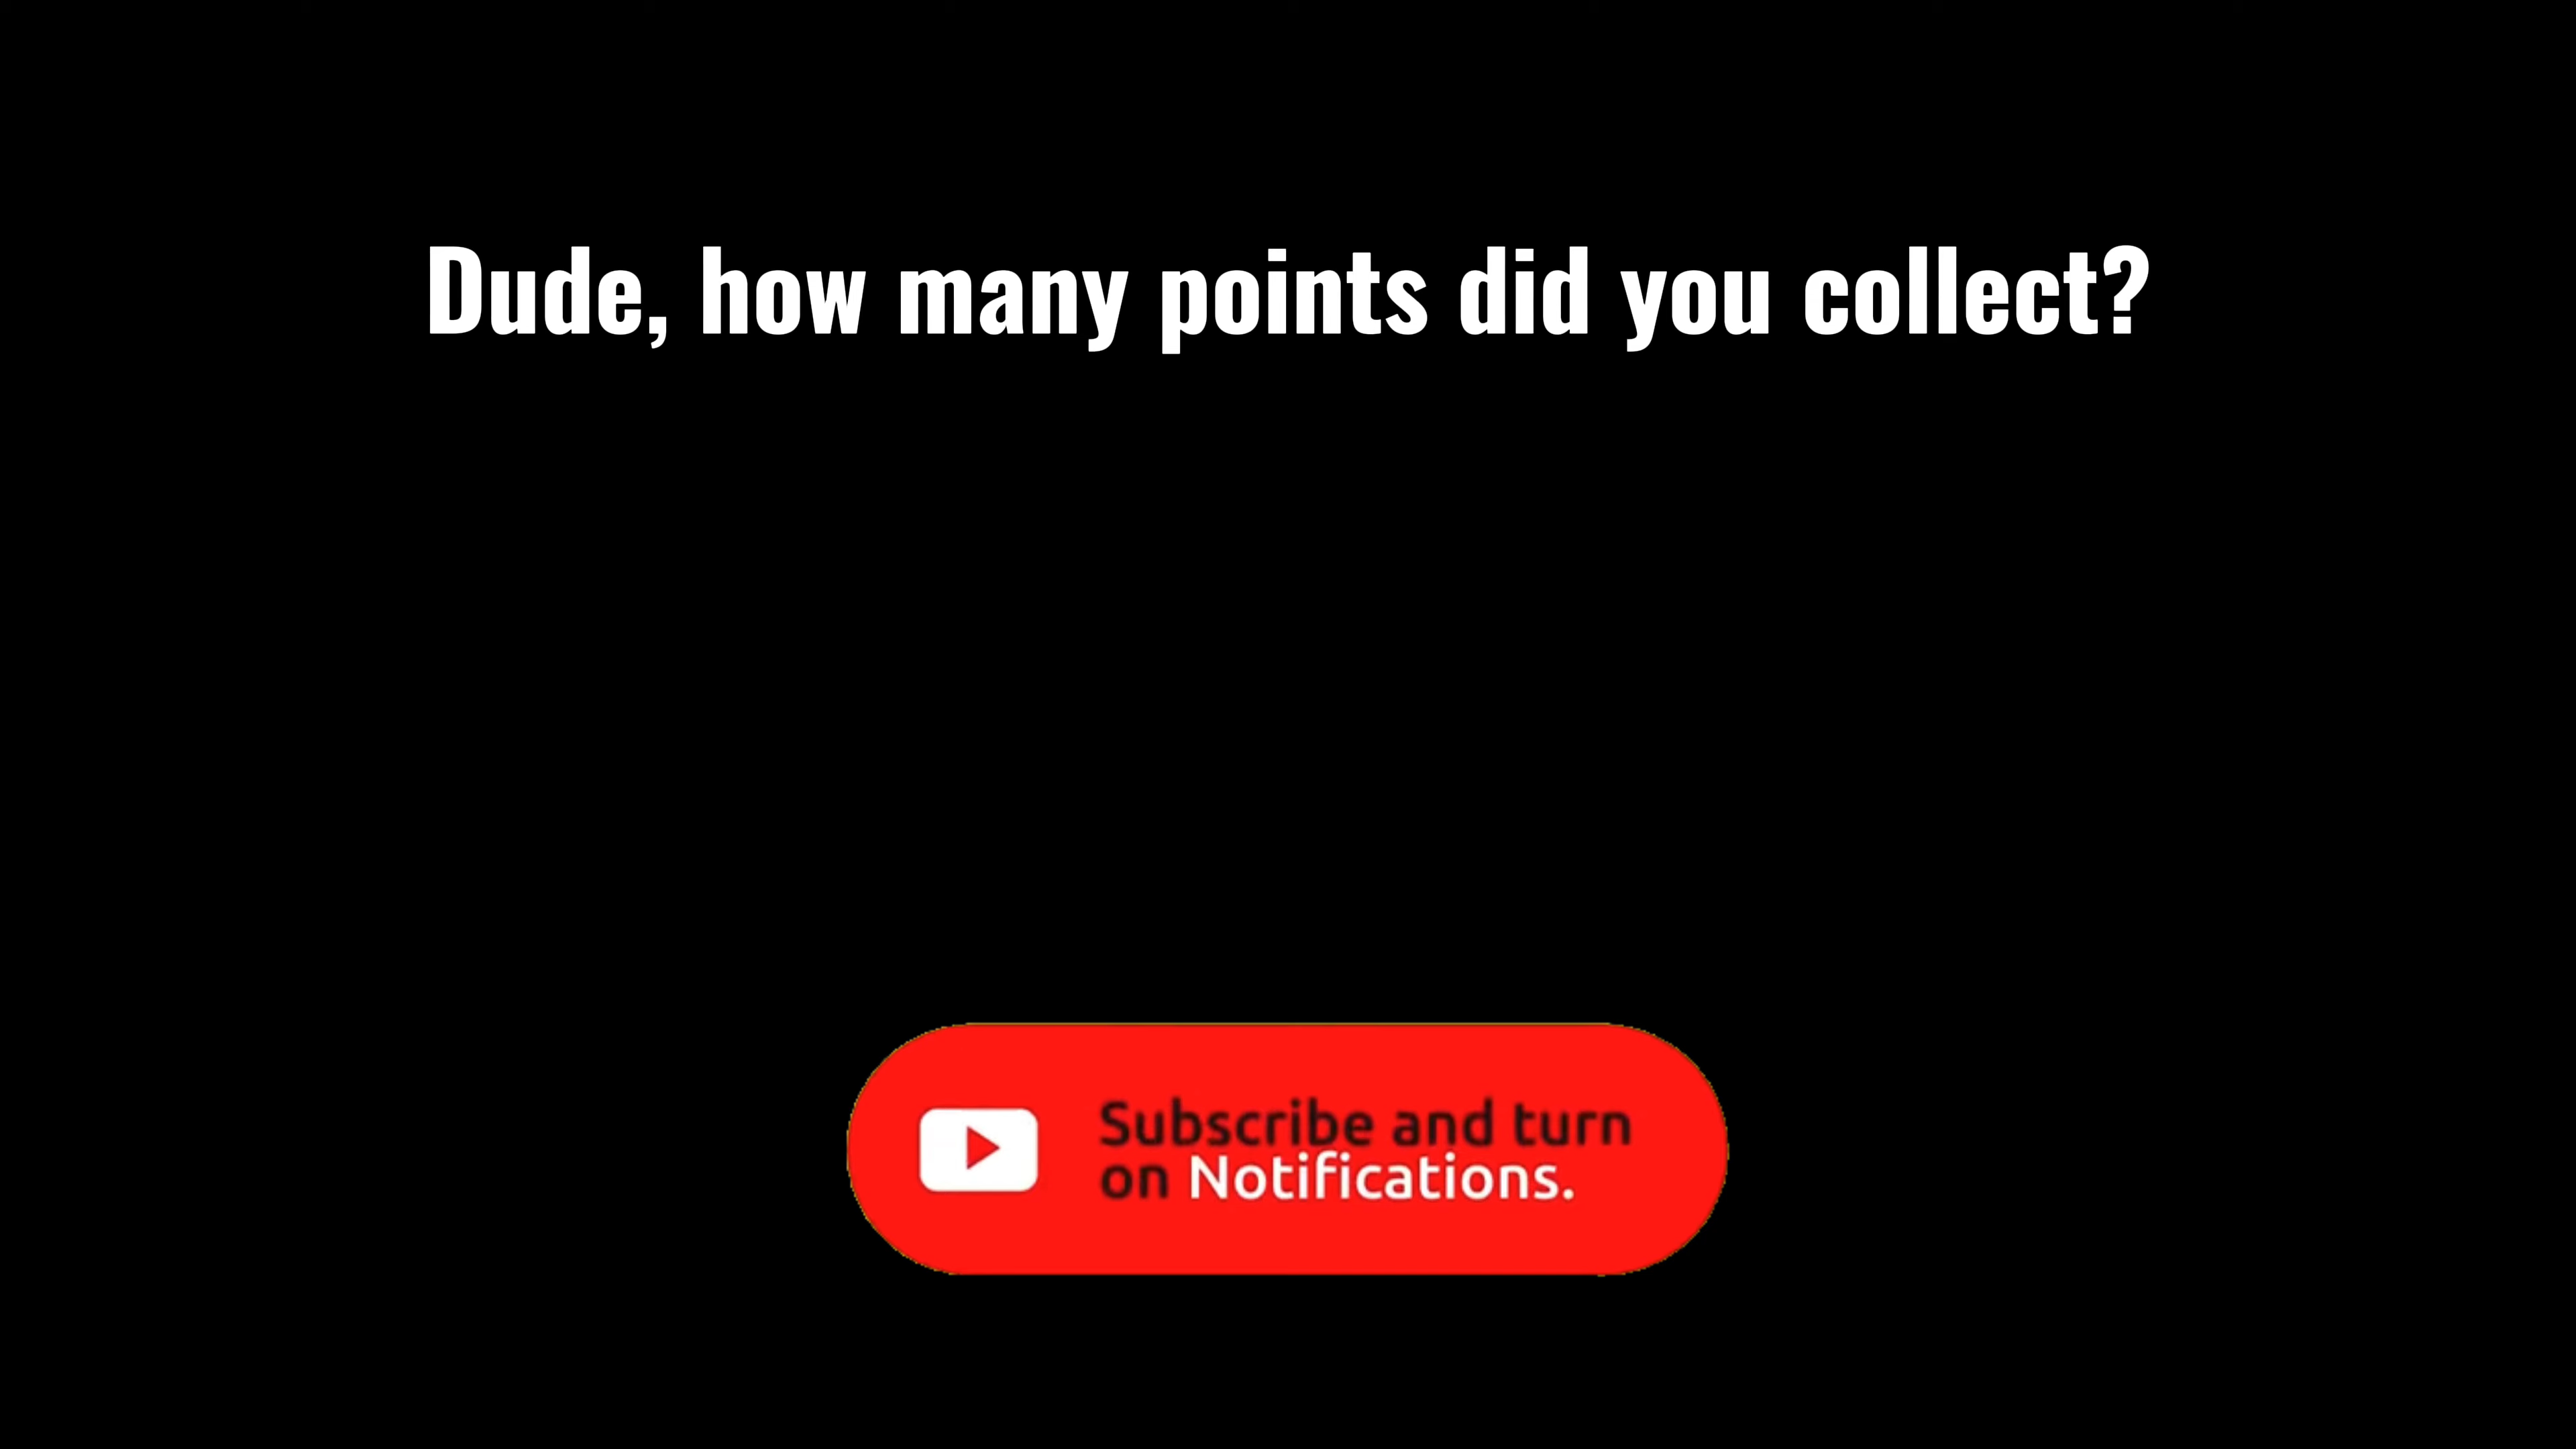 Dude, how many points did you collect?
Subscribe and turn
on Notifications.